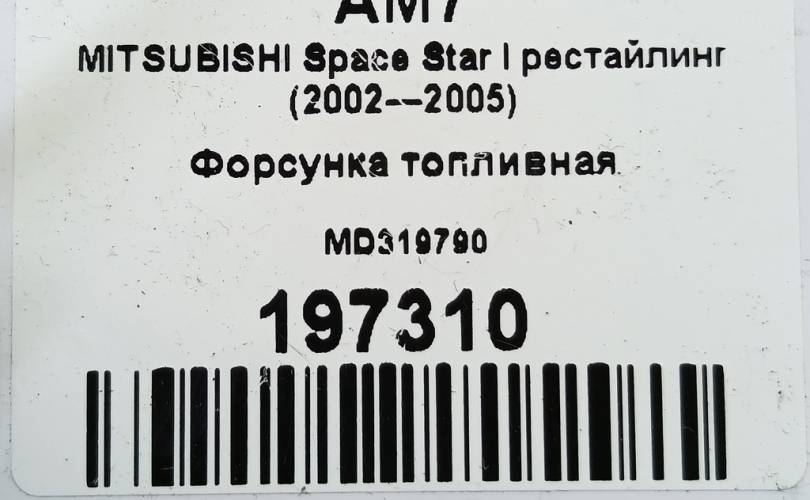 AM7
MITSUBISHI Space Star I рестайлинг
(2002--2005)
Форсунка топливная
MD319790
197310